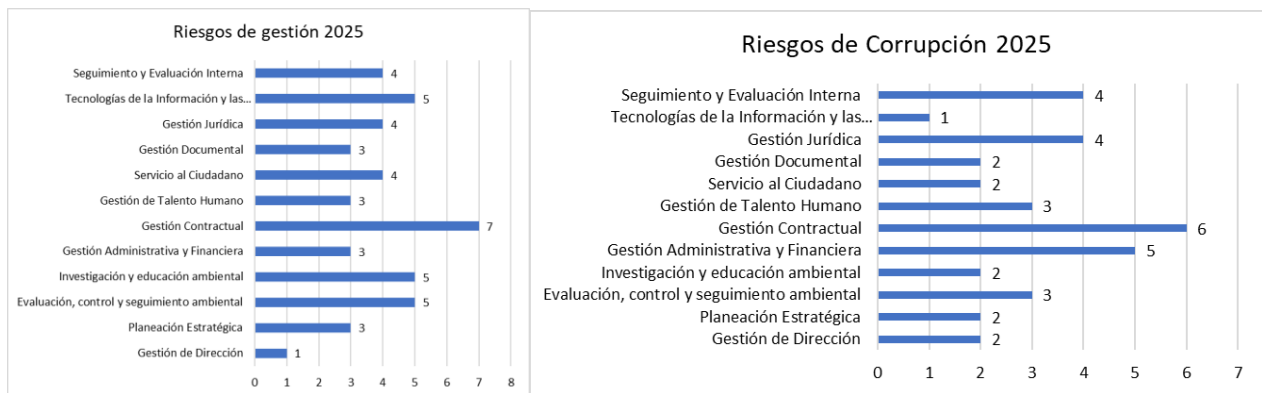 Riesgos de gestión 2025
Seguimiento y Evaluación Interna 4
Tecnologías de la Información y las... 5
Gestión Jurídica 4
Gestión Documental 3
Servicio al Ciudadano 4
Gestión de Talento Humano 3
Gestión Contractual 7
Gestión Administrativa y Financiera 3
Investigación y educación ambiental 5
Evaluación, control y seguimiento ambiental 5
Planeación Estratégica 3
Gestión de Dirección 1
0 1 2 3 4 5 6 7 8
Riesgos de Corrupción 2025
Seguimiento y Evaluación Interna 4
Tecnologías de la Información y las... 1
Gestión Jurídica 4
Gestión Documental 2
Servicio al Ciudadano 2
Gestión de Talento Humano 3
Gestión Contractual 6
Gestión Administrativa y Financiera 5
Investigación y educación ambiental 2
Evaluación, control y seguimiento ambiental 3
Planeación Estratégica 2
Gestión de Dirección 2
0 1 2 3 4 5 6 7